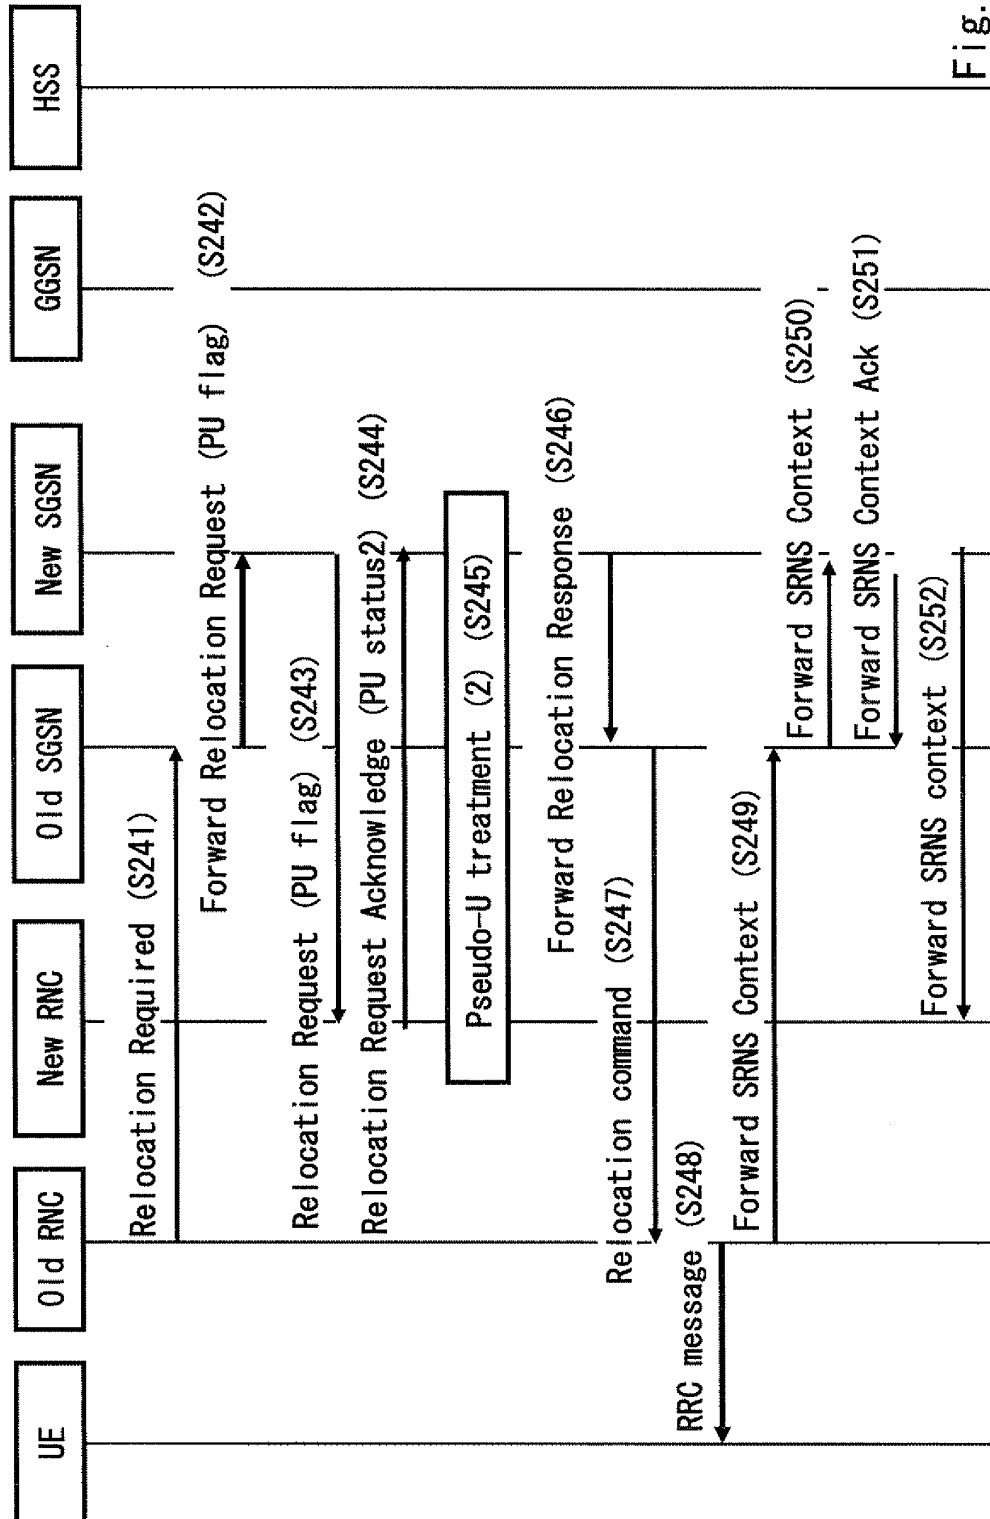 UE
Old RNC
New RNC
Old SGSN
New SGSN
GGSN
HSS
Relocation Required (S241)
Forward Relocation Request (PU flag) (S242)
Relocation Request (PU flag) (S243)
Relocation Request Acknowledge (PU status2) (S244)
Pseudo-U treatment (2) (S245)
Forward Relocation Response (S246)
Relocation command (S247)
RRC message (S248)
Forward SRNS Context (S249)
Forward SRNS Context (S250)
Forward SRNS Context Ack (S251)
Forward SRNS context (S252)
Fig.